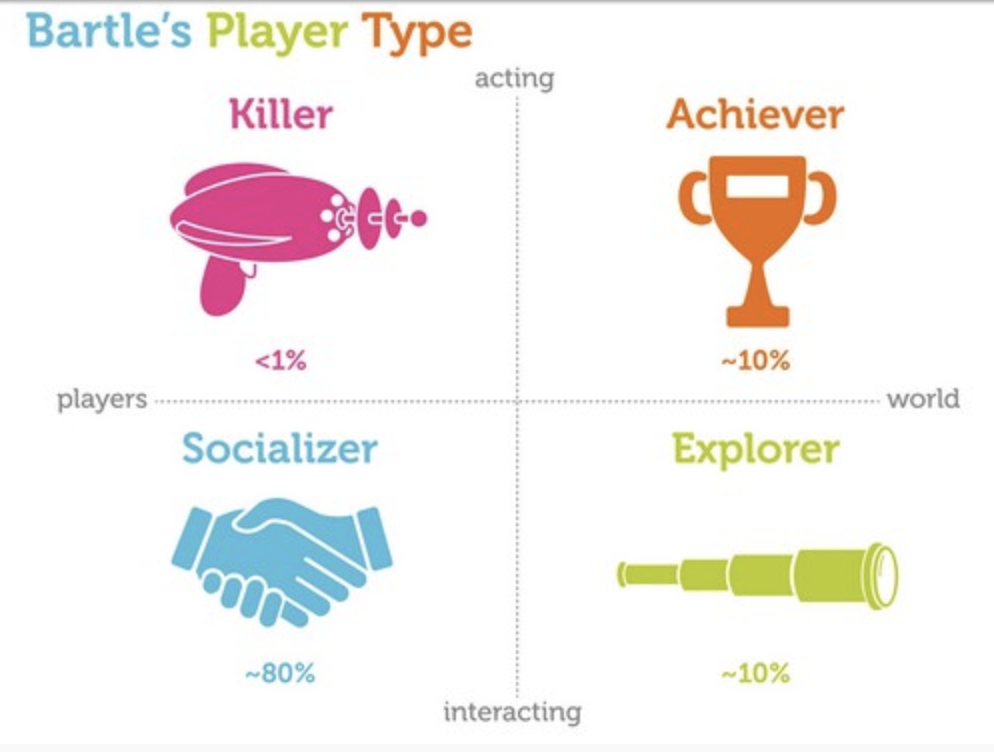 Bartle's Player Type
acting
Killer
Achiever
<1%
~10%
players
world
Socializer
Explorer
~80%
~10%
interacting